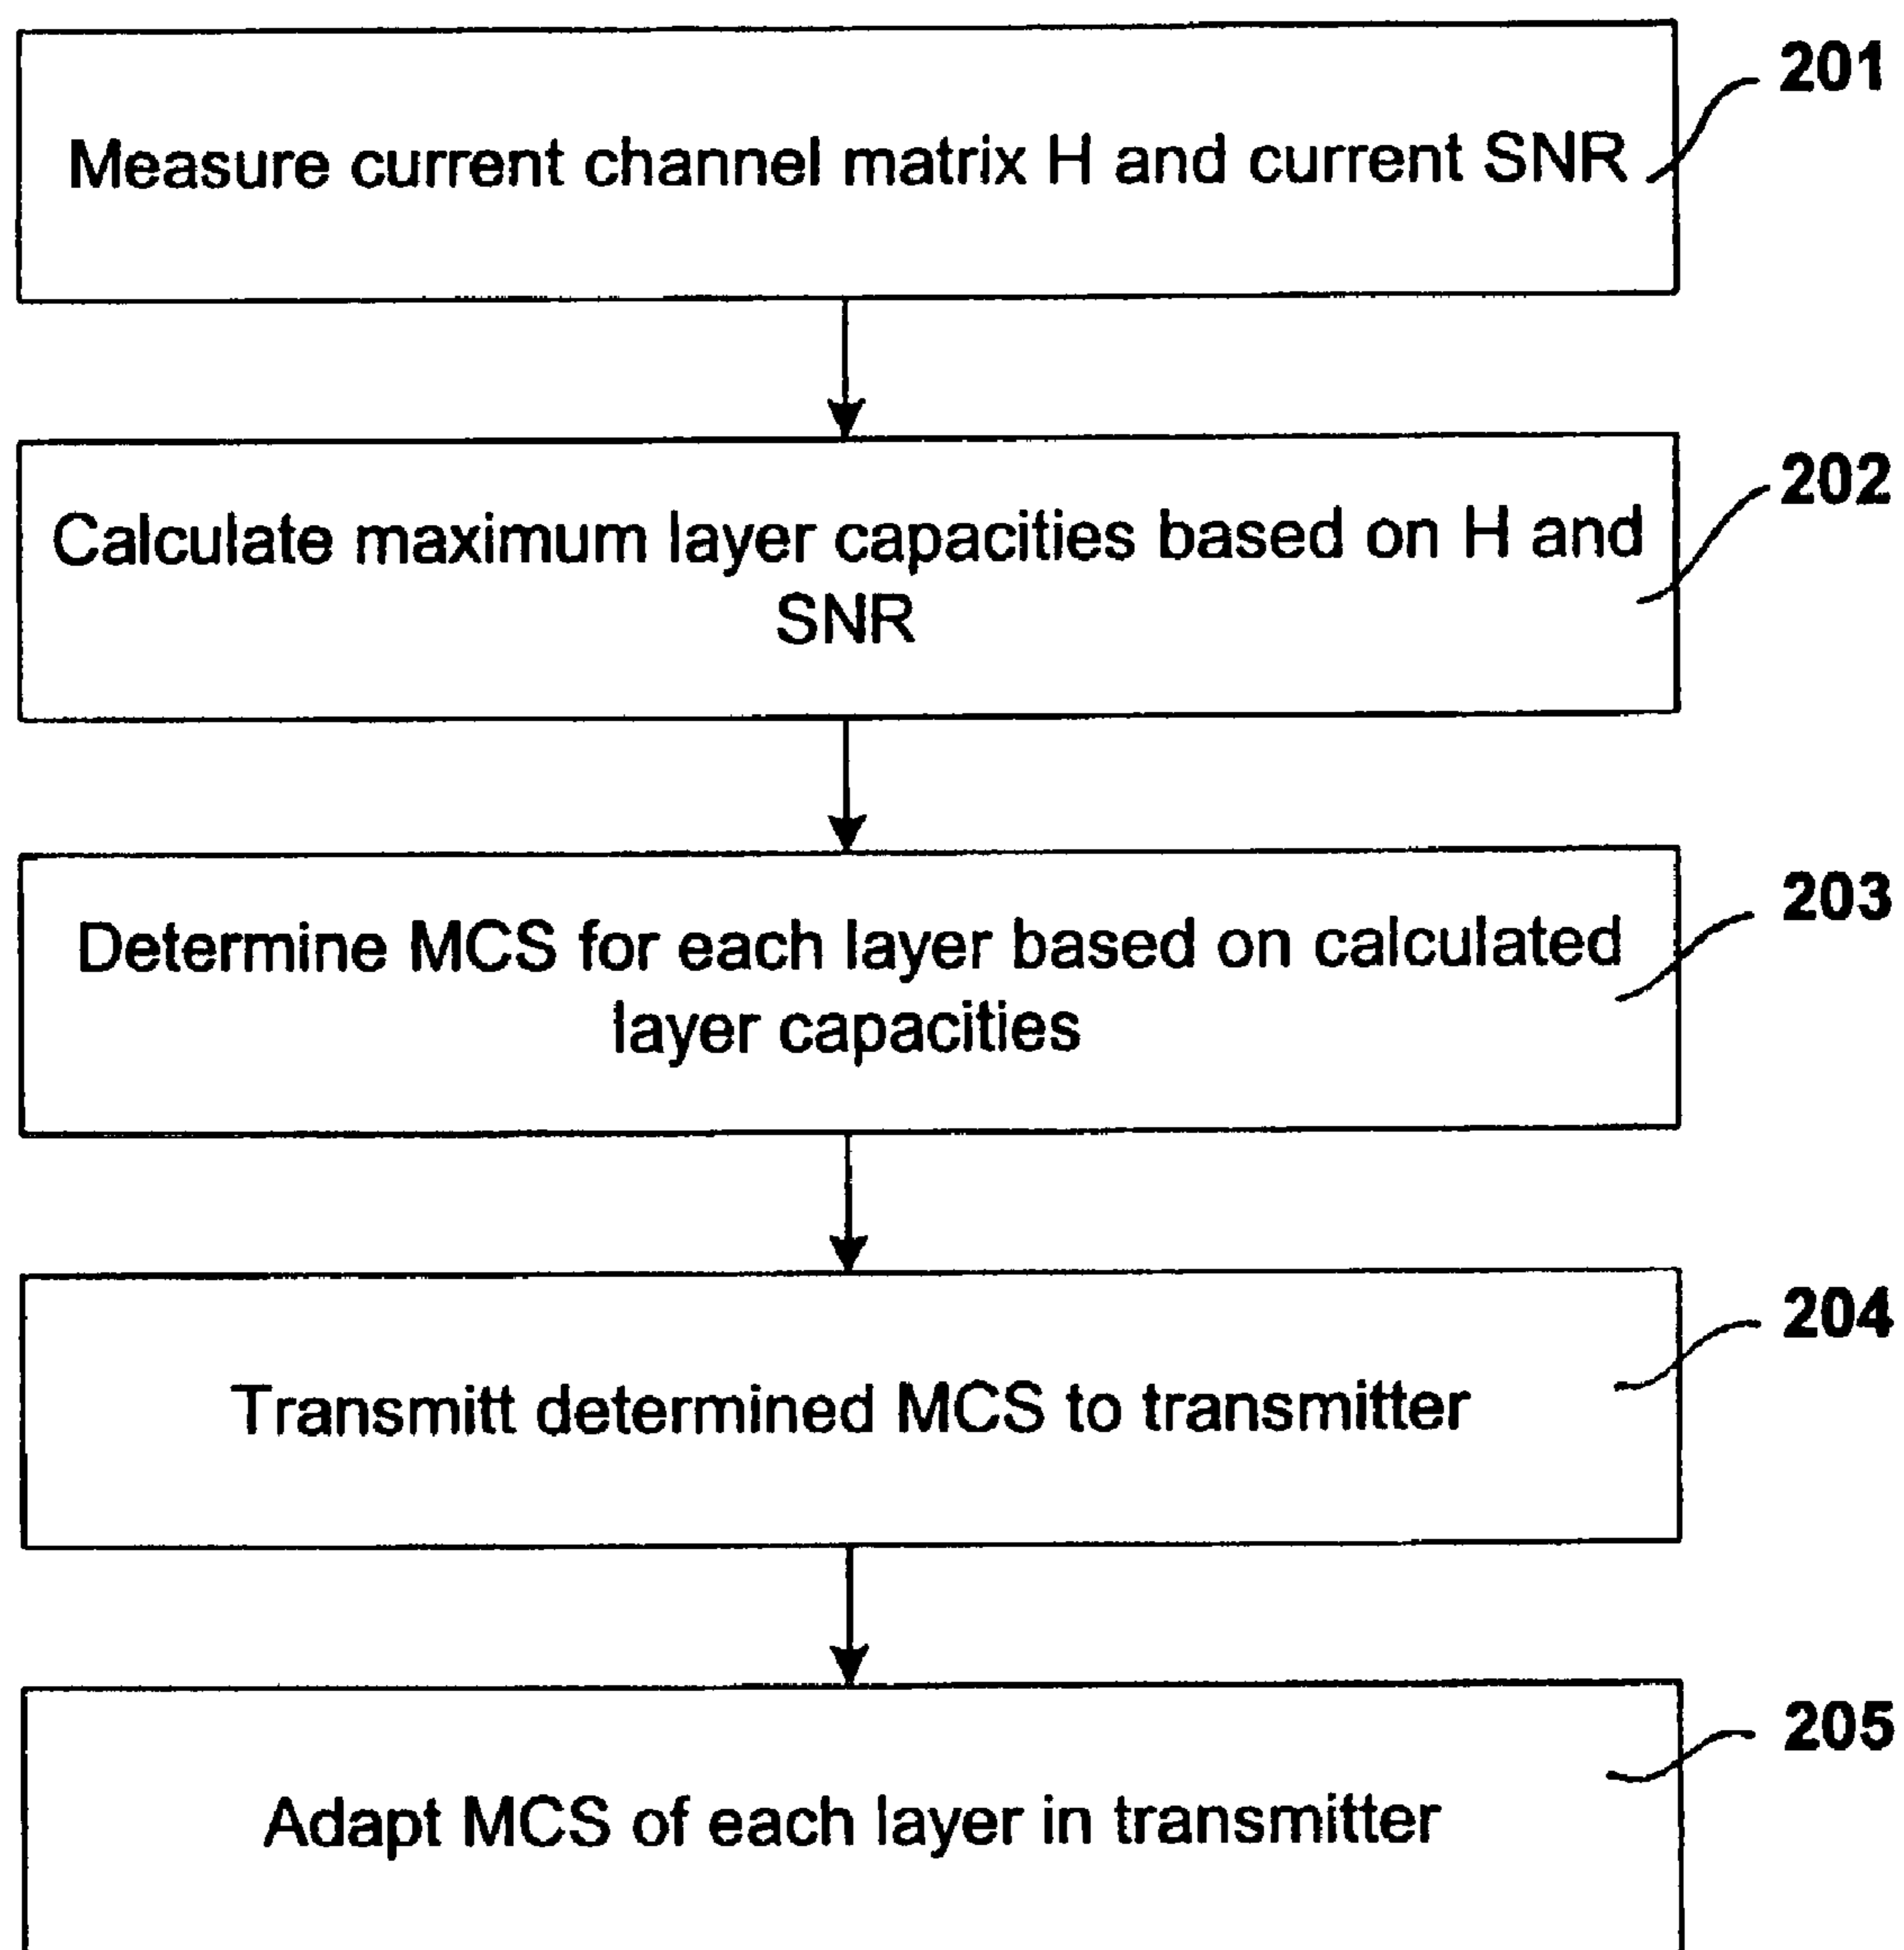 201
Measure current channel matrix H and current SNR
202
Calculate maximum layer capacities based on H and
SNR
203
Determine MCS for each layer based on calculated
layer capacities
204
Transmitt determined MCS to transmitter
205
Adapt MCS of each layer in transmitter